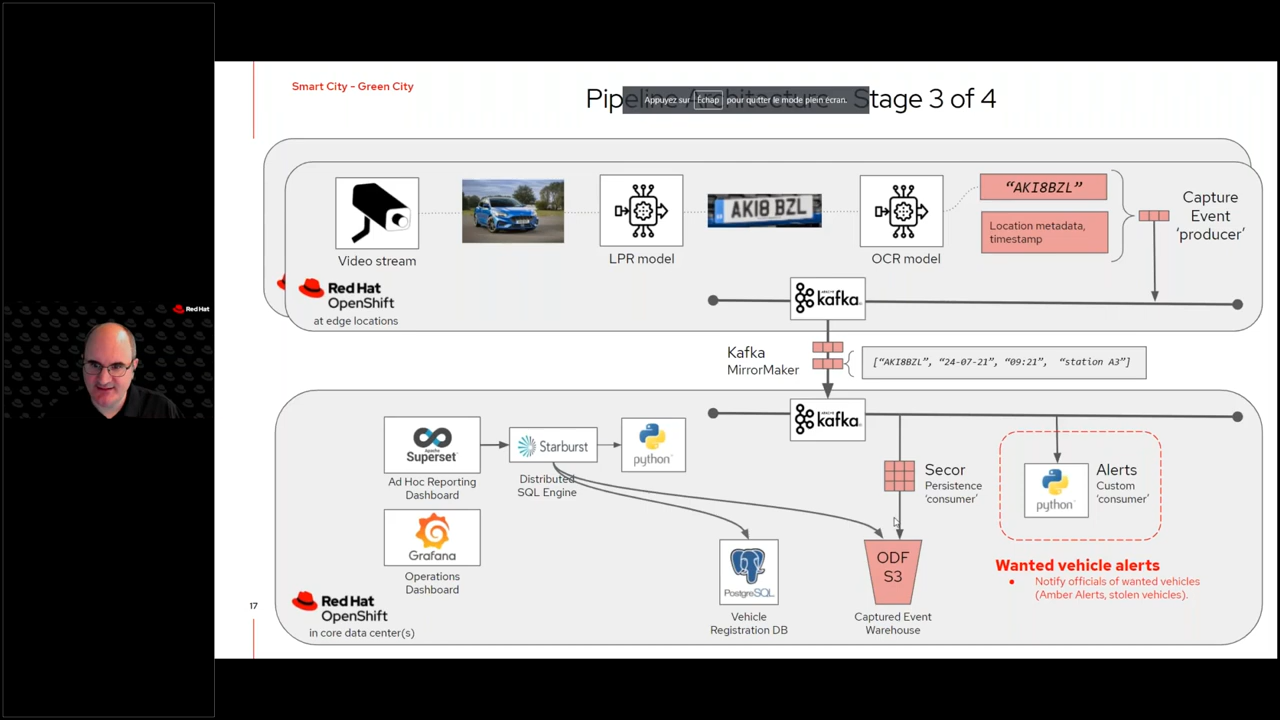 Smart City - Green City
Pipeline Architecture - Stage 3 of 4
Appuyez sur Échap pour quitter le mode plein écran.
AK18 BZL
"AKI8BZL"
Location metadata,
timestamp
Capture
Event
'producer'
Video stream
LPR model
OCR model
Red Hat
OpenShift
at edge locations
APACHE
kafka
Red Hat
Kafka
MirrorMaker
["AKI8BZL", "24-07-21", "09:21", "station A3"]
APACHE
kafka
Apache
Superset
Ad Hoc Reporting
Dashboard
Starburst
Distributed
SQL Engine
python
Secor
Persistence
'consumer'
python
Alerts
Custom
'consumer'
Grafana
Operations
Dashboard
PostgreSQL
Vehicle
Registration DB
ODF
S3
Captured Event
Warehouse
Wanted vehicle alerts
● Notify officials of wanted vehicles
(Amber Alerts, stolen vehicles).
Red Hat
OpenShift
in core data center(s)
17